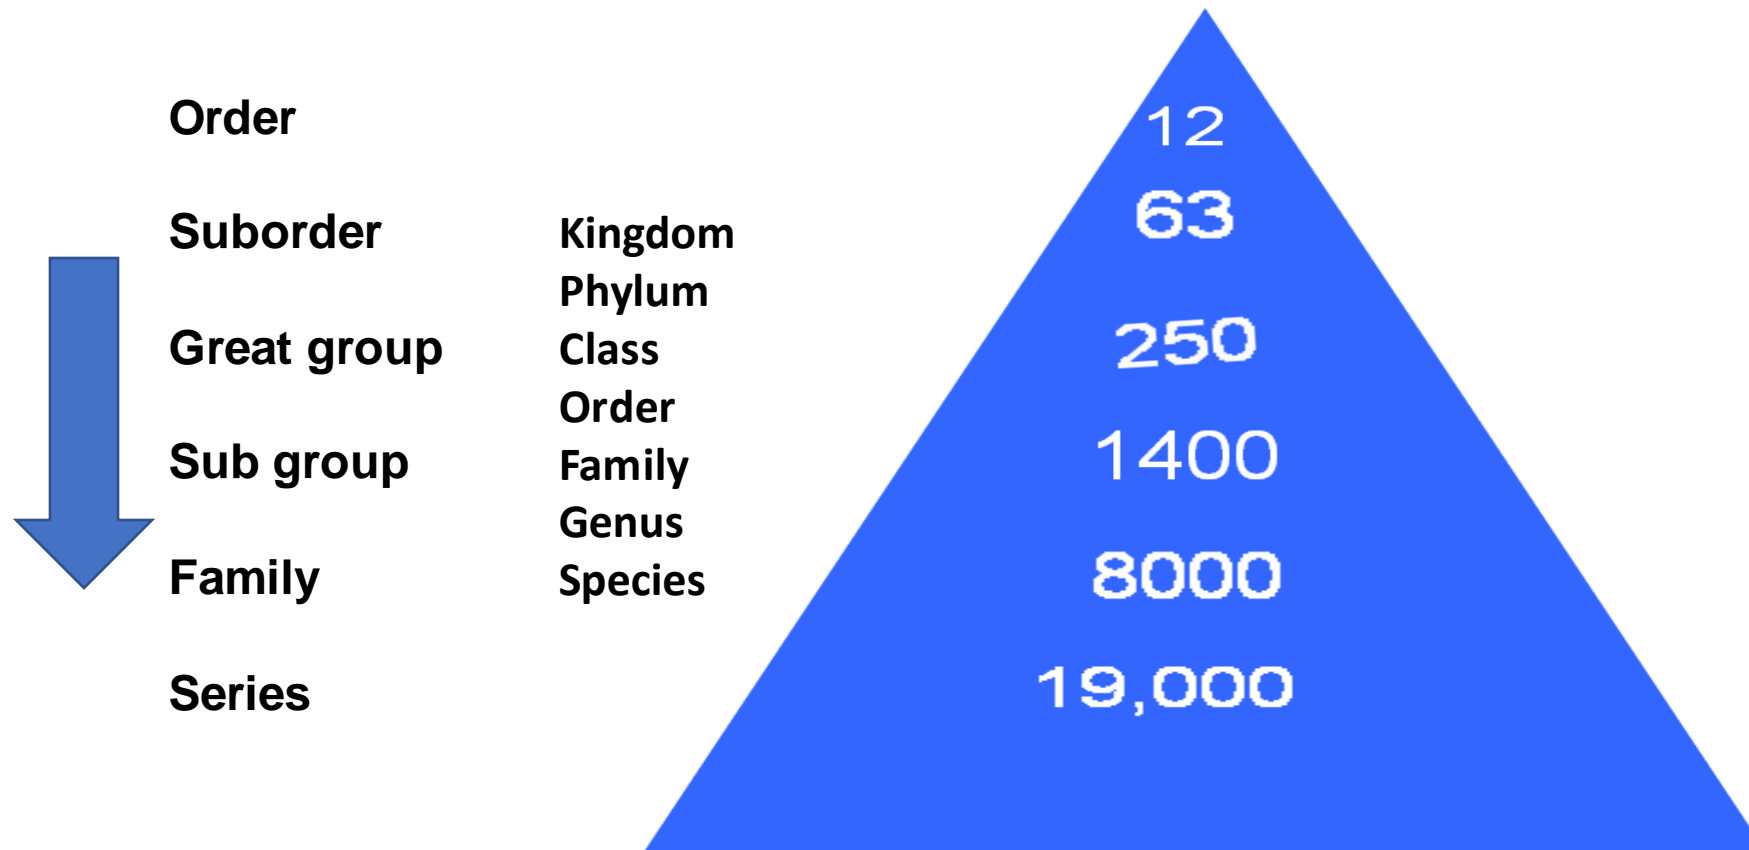 Order
Suborder
Great group
Sub group
Family
Series
Kingdom
Phylum
Class
Order
Family
Genus
Species
12
63
250
1400
8000
19,000